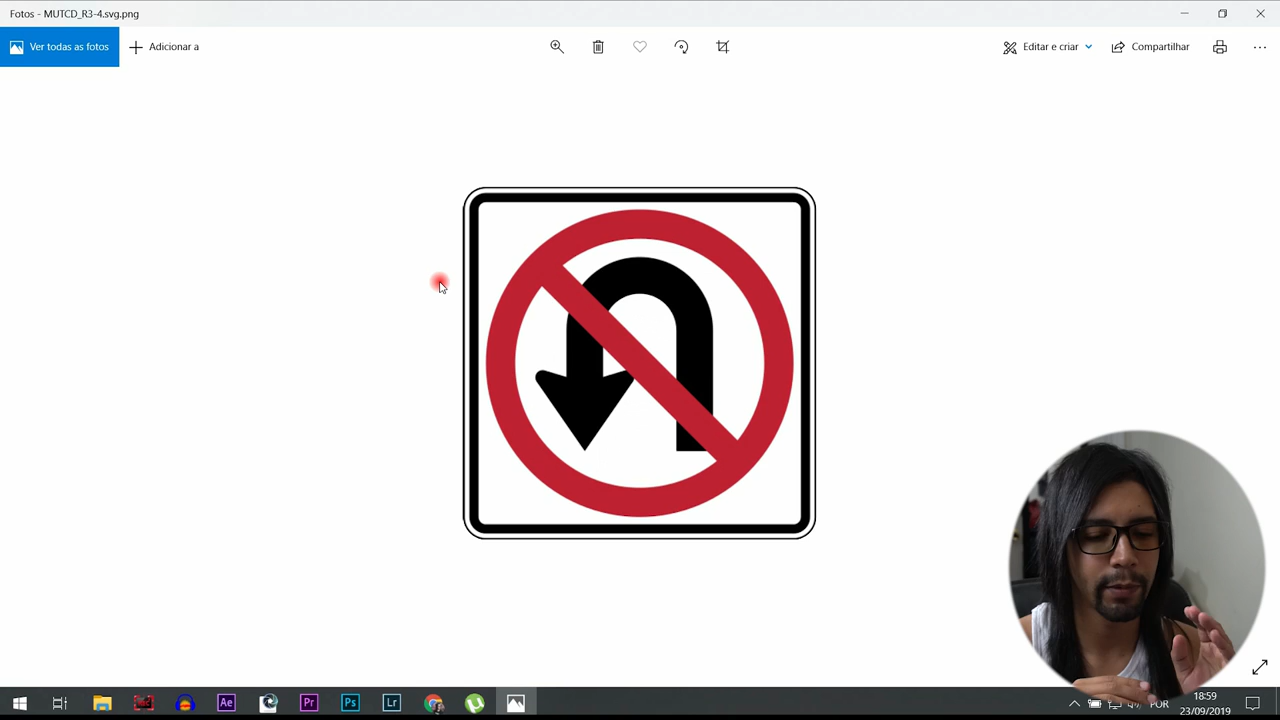 Fotos - MUTCD_R3-4.svg.png
Ver todas as fotos
Adicionar a
Editar e criar
Compartilhar
Ae
Pr
Ps
Lr
POR
18:59
23/09/2019